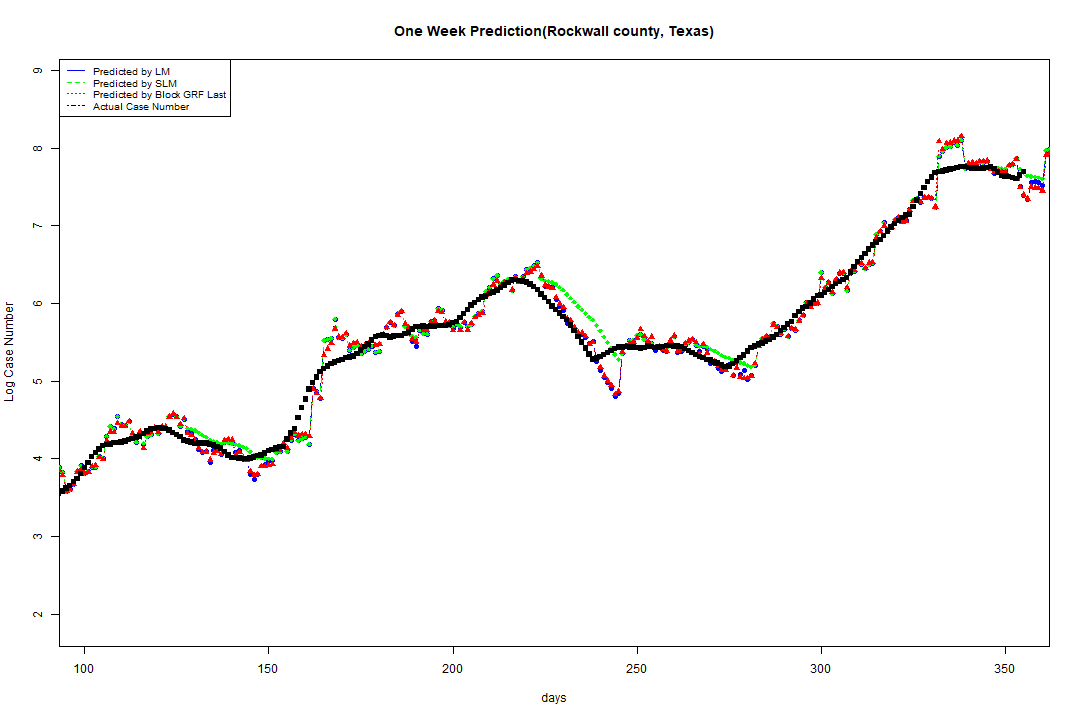 One Week Prediction(Rockwall county, Texas)
Predicted by LM
Predicted by SLM
Predicted by Block GRF Last
Actual Case Number
9
8
7
6
5
4
3
2
Log Case Number
100 150 200 250 300 350
days